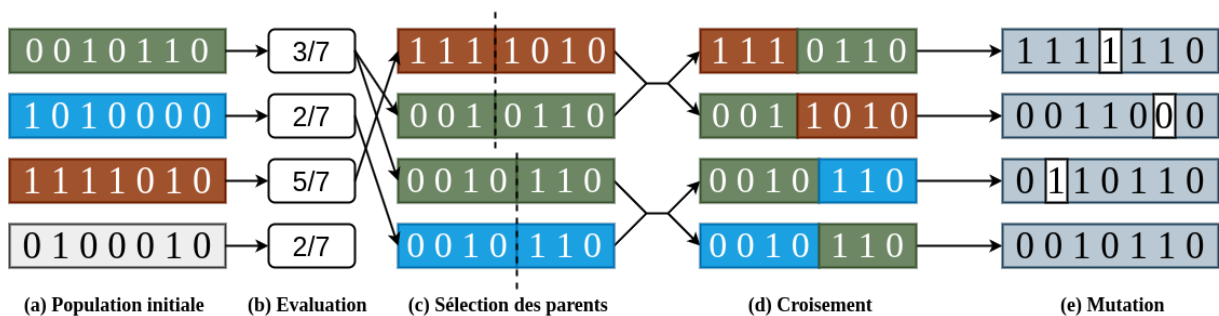 0 0 1 0 1 1 0 3/7 1 1 1 1 0 1 0 1 1 1 0 1 1 0 1 1 1 1 1 1 0
1 0 1 0 0 0 0 2/7 0 0 1 0 1 1 0 0 0 1 1 0 1 0 0 0 1 1 0 0 0
1 1 1 1 0 1 0 5/7 0 0 1 0 1 1 0 0 0 1 0 1 1 0 0 1 1 0 1 1 0
0 1 0 0 0 1 0 2/7 0 0 1 0 1 1 0 0 0 1 0 1 1 0 0 0 1 0 1 1 0
(a) Population initiale (b) Evaluation (c) Sélection des parents (d) Croisement (e) Mutation